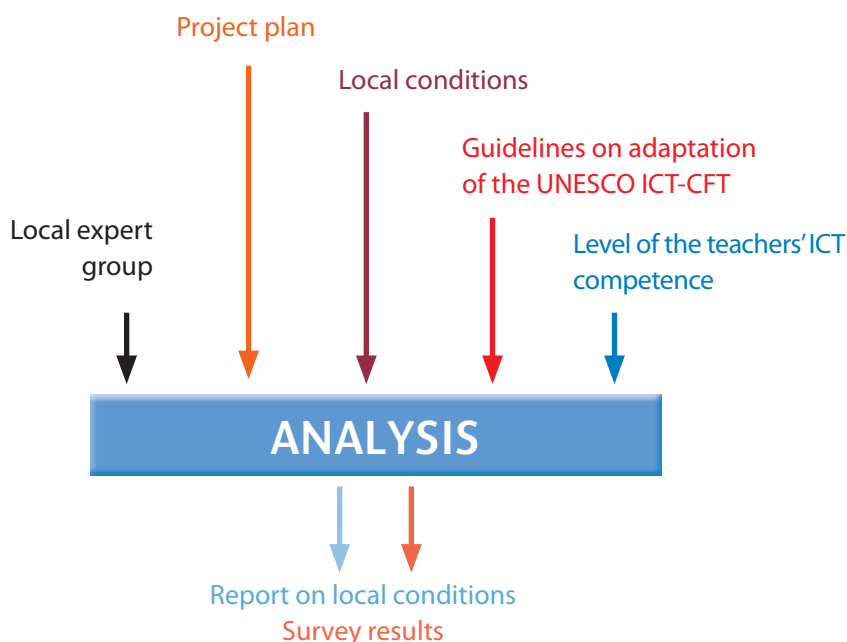 Project plan
Local conditions
Guidelines on adaptation
of the UNESCO ICT-CFT
Local expert
group
Level of the teachers’ ICT
competence
ANALYSIS
Report on local conditions
Survey results